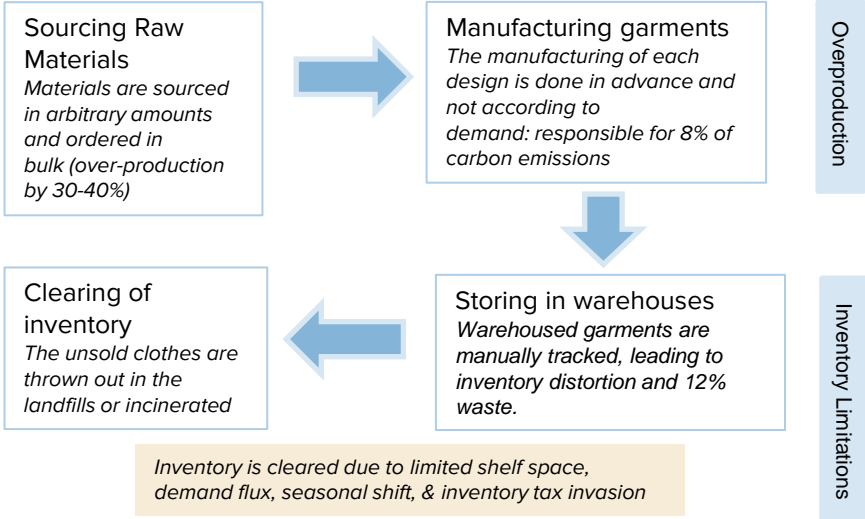 Sourcing Raw
Materials
Materials are sourced
in arbitrary amounts
and ordered in
bulk (over-production
by 30-40%)
Manufacturing garments
The manufacturing of each
design is done in advance and
not according to
demand: responsible for 8% of
carbon emissions
Overproduction
Storing in warehouses
Warehoused garments are
manually tracked, leading to
inventory distortion and 12%
waste.
Clearing of
inventory
The unsold clothes are
thrown out in the
landfills or incinerated
Inventory Limitations
Inventory is cleared due to limited shelf space,
demand flux, seasonal shift, & inventory tax invasion